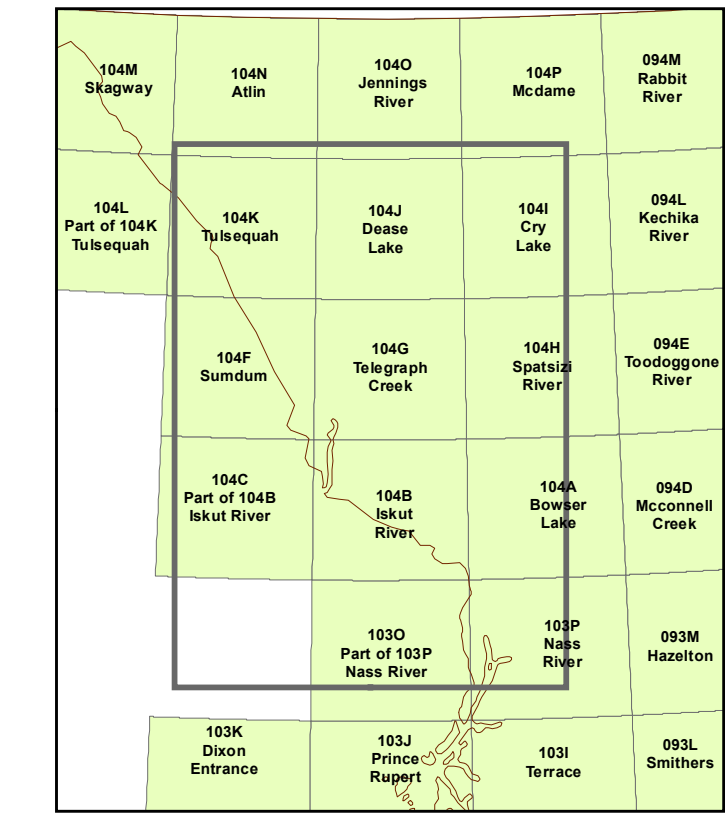 104M
Skagway
104N
Atlin
104O
Jennings
River
104P
Mcdame
094M
Rabbit
River
104L
Part of 104K
Tulsequah
104K
Tulsequah
104J
Dease
Lake
104I
Cry
Lake
094L
Kechika
River
104F
Sumdum
104G
Telegraph
Creek
104H
Spatsizi
River
094E
Toodoggone
River
104C
Part of 104B
Iskut River
104B
Iskut
River
104A
Bowser
Lake
094D
Mcconnell
Creek
103O
Part of 103P
Nass River
103P
Nass
River
093M
Hazelton
103K
Dixon
Entrance
103J
Prince
Rupert
103I
Terrace
093L
Smithers